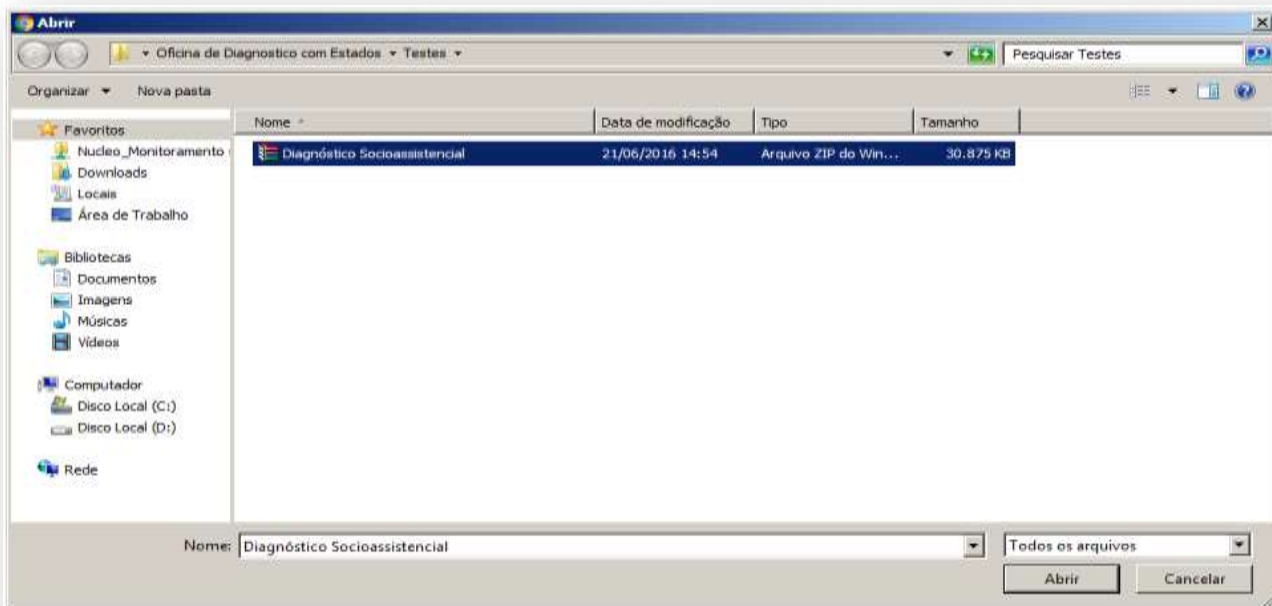 Abrir
Oficina de Diagnostico com Estados Testes
Pesquisar Testes
Organizar Nova pasta
Nome Data de modificação Tipo Tamanho
Diagnóstico Socioassistencial 21/06/2016 14:54 Arquivo ZIP do Win... 30.875 KB
Favoritos
Nucleo_Monitoramento
Downloads
Locais
Área de Trabalho
Bibliotecas
Documentos
Imagens
Músicas
Vídeos
Computador
Disco Local (C:)
Disco Local (D:)
Rede
Nome: Diagnóstico Socioassistencial
Todos os arquivos
Abrir Cancelar